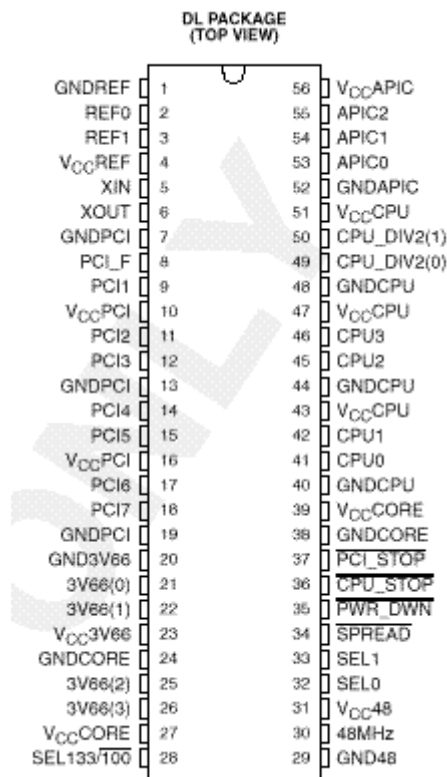 DL PACKAGE
(TOP VIEW)
GNDREF 1 56 VCCAPIC
REF0 2 55 APIC2
REF1 3 54 APIC1
VCCREF 4 53 APIC0
XIN 5 52 GNDAPIC
XOUT 6 51 VCCCPU
GNDPCI 7 50 CPU_DIV2(1)
PCI_F 8 49 CPU_DIV2(0)
PCI1 9 48 GNDCPU
VCCPCI 10 47 VCCCPU
PCI2 11 46 CPU3
PCI3 12 45 CPU2
GNDPCI 13 44 GNDCPU
PCI4 14 43 VCCCPU
PCI5 15 42 CPU1
VCCPCI 16 41 CPU0
PCI6 17 40 GNDCPU
PCI7 18 39 VCCCORE
GNDPCI 19 38 GNDCORE
GND3V66 20 37 PCI_STOP
3V66(0) 21 36 CPU_STOP
3V66(1) 22 35 PWR_DWN
VCC3V66 23 34 SPREAD
GNDCORE 24 33 SEL1
3V66(2) 25 32 SEL0
3V66(3) 26 31 VCC48
VCCCORE 27 30 48MHz
SEL133/100 28 29 GND48